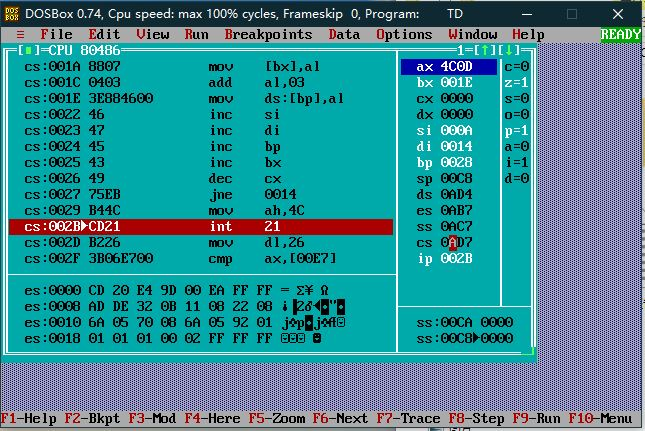 DOSBox 0.74, Cpu speed: max 100% cycles, Frameskip 0, Program: TD
≡ File Edit View Run Breakpoints Data Options Window Help READY
[■]=CPU 80486 1=[↑][↓]
cs:001A 8807 mov [bx],al ax 4C0D c=0
cs:001C 0403 add al,03 bx 001E z=1
cs:001E 3E884600 mov ds:[bp],al cx 0000 s=0
cs:0022 46 inc si dx 0000 o=0
cs:0023 47 inc di si 000A p=1
cs:0024 45 inc bp di 0014 a=0
cs:0025 43 inc bx bp 0028 i=1
cs:0026 49 dec cx sp 00C8 d=0
cs:0027 75EB jne 0014 ds 0AD4
cs:0029 B44C mov ah,4C es 0AB7
cs:002B►CD21 int 21 ss 0AC7
cs:002D B226 mov dl,26 cs 0AD7
cs:002F 3B06E700 cmp ax,[00E7] ip 002B
es:0000 CD 20 E4 9D 00 EA FF FF = Σ¥ Ω
es:0008 AD DE 32 0B 11 08 22 08
es:0010 6A 05 70 08 6A 05 92 01 ss:00CA 0000
es:0018 01 01 01 00 02 FF FF FF ss:00C8►0000
F1-Help F2-Bkpt F3-Mod F4-Here F5-Zoom F6-Next F7-Trace F8-Step F9-Run F10-Menu